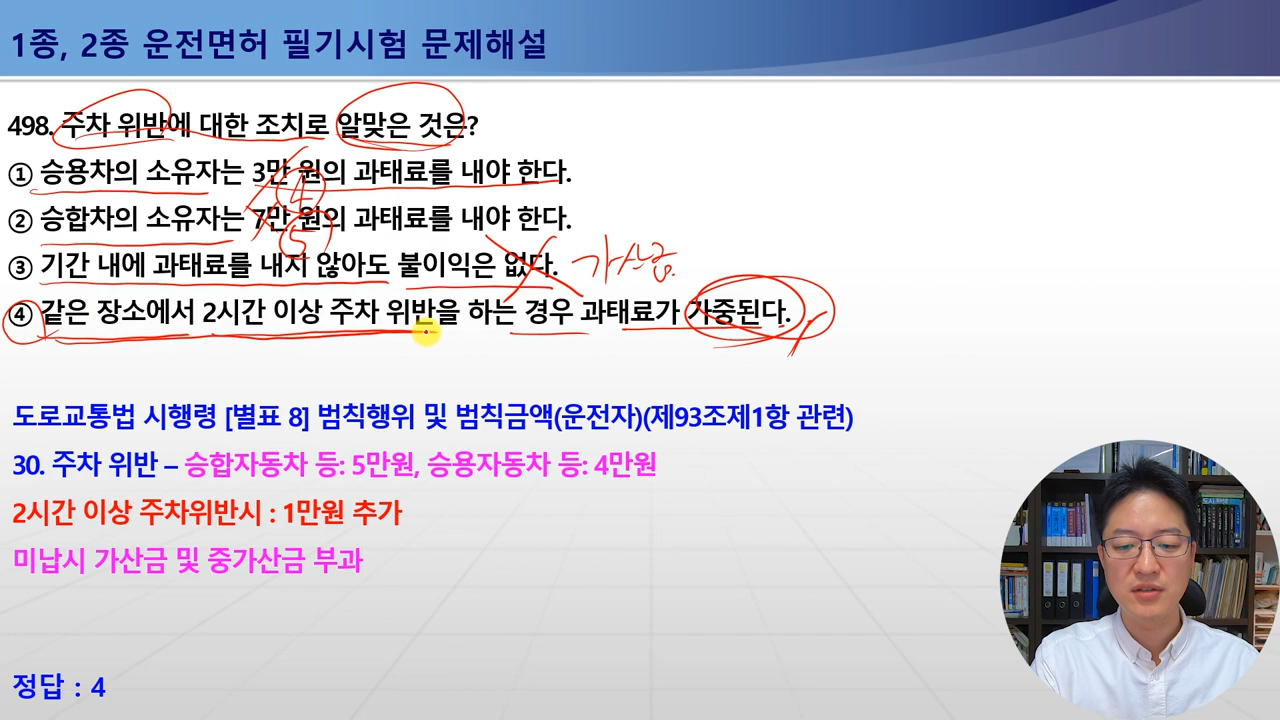 1종, 2종 운전면허 필기시험 문제해설
498. 주차 위반에 대한 조치로 알맞은 것은?
① 승용차의 소유자는 3만 원의 과태료를 내야 한다.
4
② 승합차의 소유자는 7만 원의 과태료를 내야 한다.
5
③ 기간 내에 과태료를 내지 않아도 불이익은 없다. 가산금
④ 같은 장소에서 2시간 이상 주차 위반을 하는 경우 과태료가 가중된다.
도로교통법 시행령 [별표 8] 범칙행위 및 범칙금액(운전자)(제93조제1항 관련)
30. 주차 위반 – 승합자동차 등: 5만원, 승용자동차 등: 4만원
2시간 이상 주차위반시 : 1만원 추가
미납시 가산금 및 중가산금 부과
정답 : 4